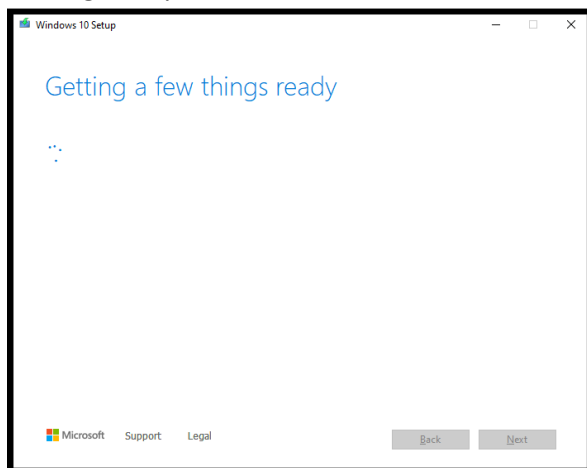 Windows 10 Setup
Getting a few things ready
Microsoft Support Legal
Back Next